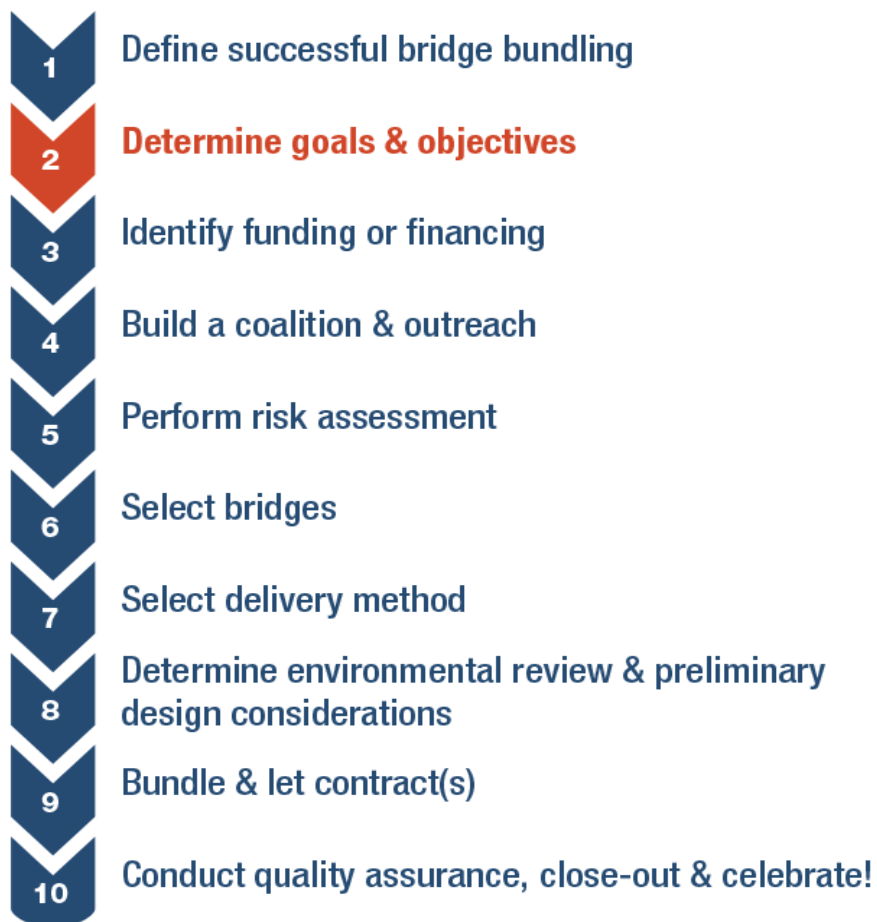 1 Define successful bridge bundling
2 Determine goals & objectives
3 Identify funding or financing
4 Build a coalition & outreach
5 Perform risk assessment
6 Select bridges
7 Select delivery method
8 Determine environmental review & preliminary
design considerations
9 Bundle & let contract(s)
10 Conduct quality assurance, close-out & celebrate!